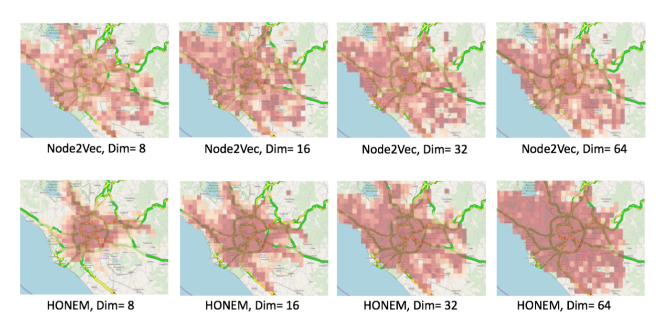 Node2Vec, Dim= 8
Node2Vec, Dim= 16
Node2Vec, Dim= 32
Node2Vec, Dim= 64
HONEM, Dim= 8
HONEM, Dim= 16
HONEM, Dim= 32
HONEM, Dim= 64